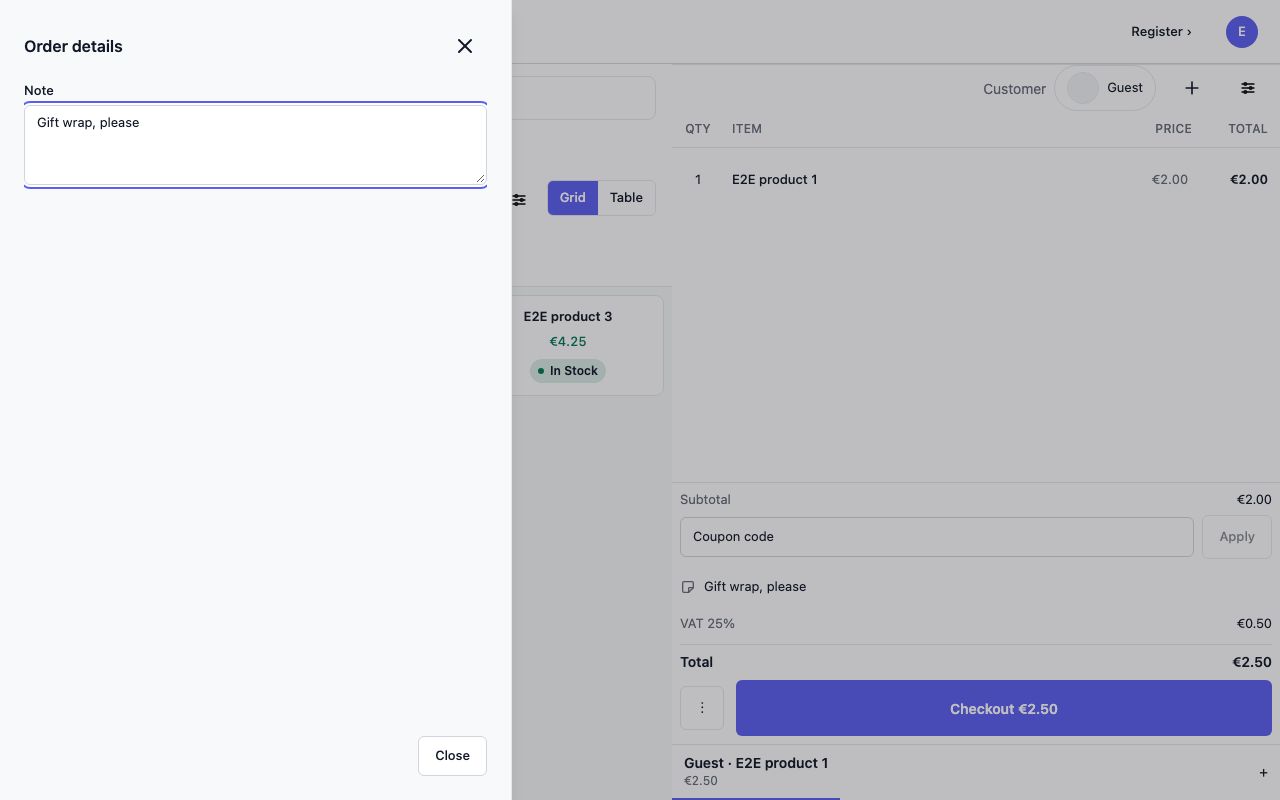 Order details
Note
Gift wrap, please
Close
Register ›
E
Customer
Guest
QTY ITEM PRICE TOTAL
1 E2E product 1 €2.00 €2.00
Grid Table
E2E product 3
€4.25
In Stock
Subtotal €2.00
Coupon code Apply
Gift wrap, please
VAT 25% €0.50
Total €2.50
Checkout €2.50
Guest · E2E product 1
€2.50
+